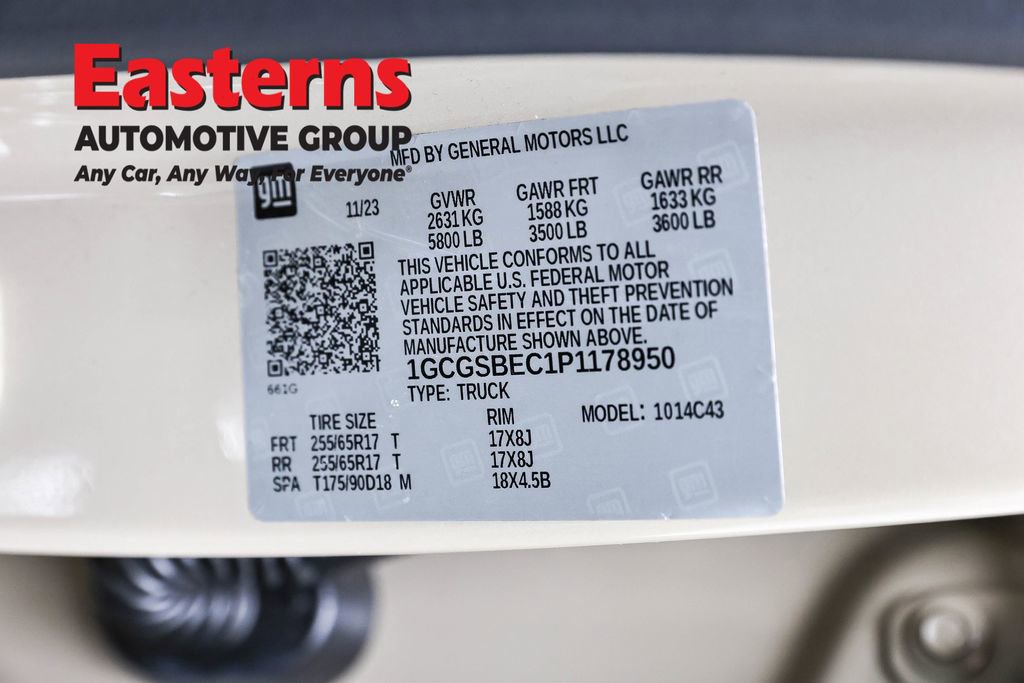 Easterns
AUTOMOTIVE GROUP
Any Car, Any Way, For Everyone®
MFD BY GENERAL MOTORS LLC
gm
11/23
GVWR GAWR FRT GAWR RR
2631 KG 1588 KG 1633 KG
5800 LB 3500 LB 3600 LB
THIS VEHICLE CONFORMS TO ALL
APPLICABLE U.S. FEDERAL MOTOR
VEHICLE SAFETY AND THEFT PREVENTION
STANDARDS IN EFFECT ON THE DATE OF
MANUFACTURE SHOWN ABOVE.
1GCGSBEC1P1178950
661G
TYPE: TRUCK
TIRE SIZE RIM MODEL: 1014C43
FRT 255/65R17 T 17X8J
RR 255/65R17 T 17X8J
SPA T175/90D18 M 18X4.5B